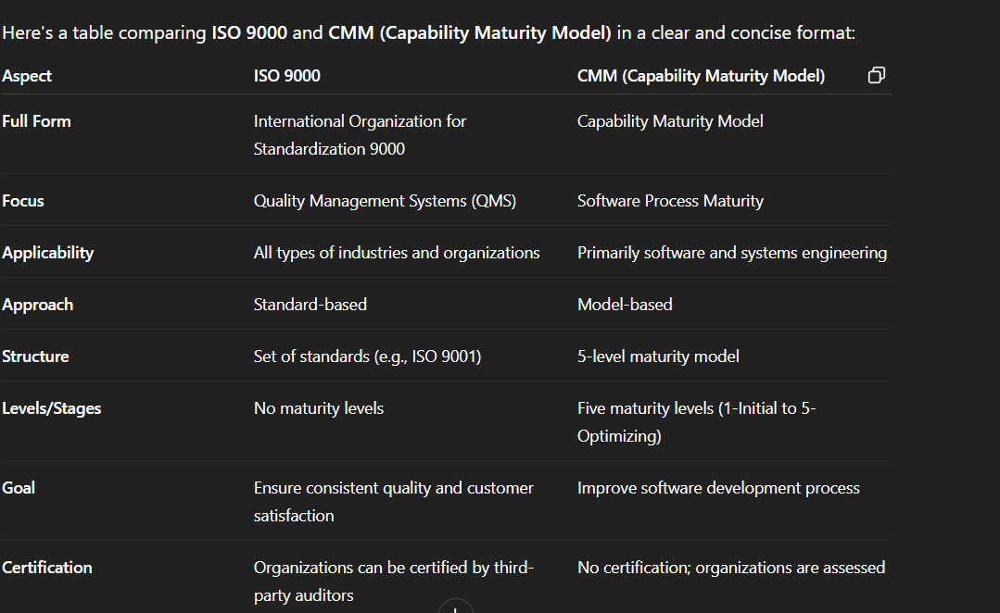 Here's a table comparing ISO 9000 and CMM (Capability Maturity Model) in a clear and concise format:
Aspect ISO 9000 CMM (Capability Maturity Model)
Full Form International Organization for Capability Maturity Model
Standardization 9000
Focus Quality Management Systems (QMS) Software Process Maturity
Applicability All types of industries and organizations Primarily software and systems engineering
Approach Standard-based Model-based
Structure Set of standards (e.g., ISO 9001) 5-level maturity model
Levels/Stages No maturity levels Five maturity levels (1-Initial to 5-
Optimizing)
Goal Ensure consistent quality and customer Improve software development process
satisfaction
Certification Organizations can be certified by third- No certification; organizations are assessed
party auditors